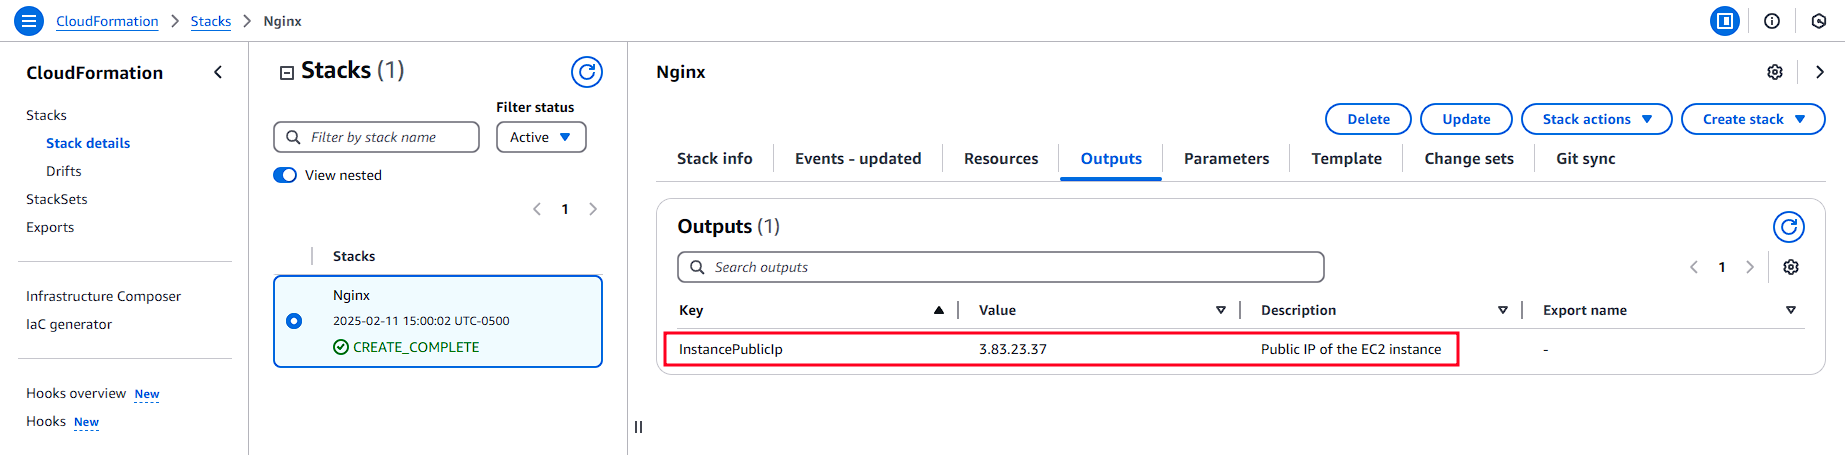 CloudFormation > Stacks > Nginx
CloudFormation
Stacks
Stack details
Drifts
StackSets
Exports
Infrastructure Composer
IaC generator
Hooks overview New
Hooks New
Stacks (1)
Filter status
Filter by stack name
Active
View nested
1
Stacks
Nginx
2025-02-11 15:00:02 UTC-0500
CREATE_COMPLETE
Nginx
Delete Update Stack actions Create stack
Stack info Events - updated Resources Outputs Parameters Template Change sets Git sync
Outputs (1)
Search outputs
1
Key Value Description Export name
InstancePublicIp 3.83.23.37 Public IP of the EC2 instance -